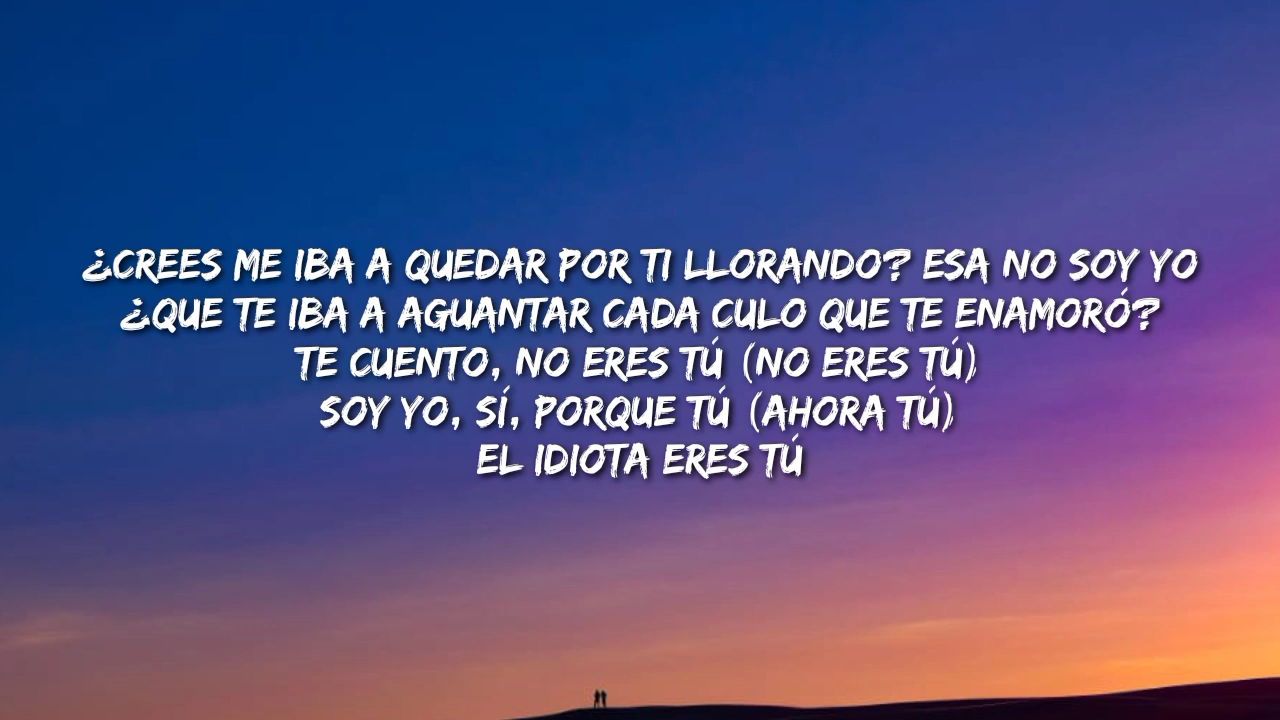 ¿CREES ME IBA A QUEDAR POR TI LLORANDO? ESA NO SOY YO
¿QUE TE IBA A AGUANTAR CADA CULO QUE TE ENAMORÓ?
TE CUENTO, NO ERES TÚ (NO ERES TÚ)
SOY YO, SÍ, PORQUE TÚ (AHORA TÚ)
EL IDIOTA ERES TÚ